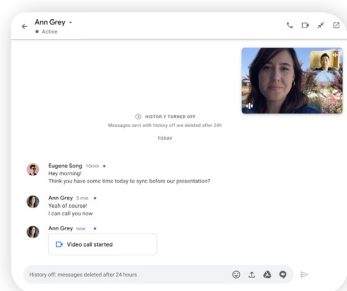 Ann Grey
Active
HISTORY TURNED OFF
Messages sent with history off are deleted after 24h
TODAY
Eugene Song 10min
Hey morning!
Think you have some time today to sync before our presentation?
Ann Grey 5 min
Yeah of course!
I can call you now
Ann Grey now
Video call started
History off: messages deleted after 24 hours